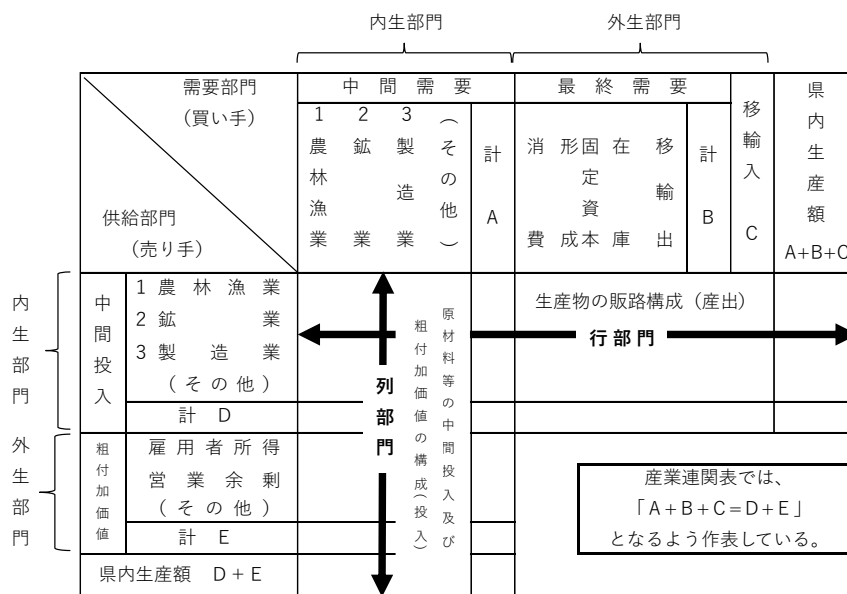 内生部門
外生部門
需要部門
(買い手)
供給部門
(売り手)
中間需要
1農林漁業
2鉱業
3製造業
(その他)
計A
最終需要
消費
固定資本
形成
在庫
移輸出
計B
移輸入C
県内生産額
A+B+C
内生部門
中間投入
1農林漁業
2鉱業
3製造業
(その他)
計 D
外生部門
粗付加価値
雇用者所得
営業余剰
(その他)
計 E
県内生産額 D+E
列部門
原材料等の中間投入及び
粗付加価値の構成(投入)
生産物の販路構成(産出)
行部門
産業連関表では、
「A+B+C=D+E」
となるよう作表している。